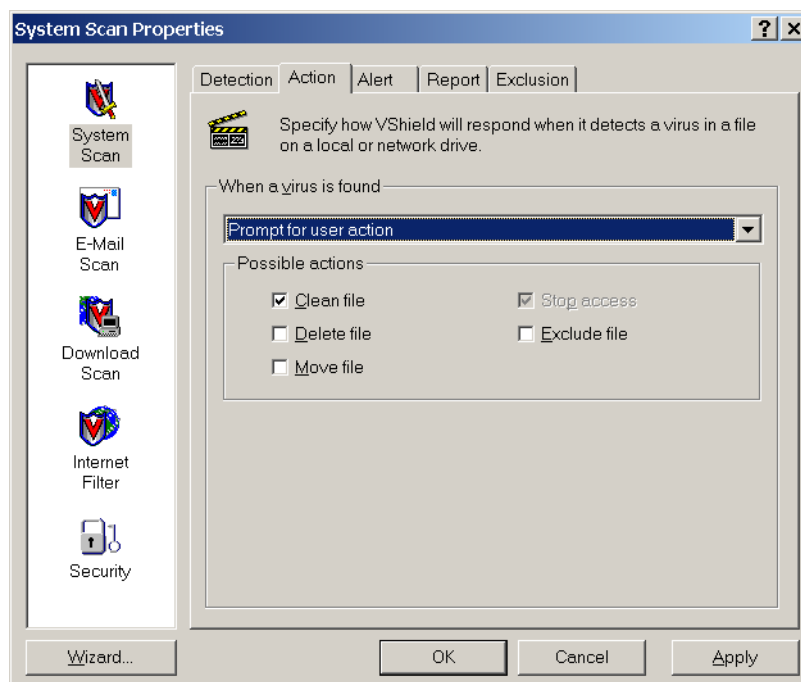 System Scan Properties
System
Scan
E-Mail
Scan
Download
Scan
Internet
Filter
Security
Detection Action Alert Report Exclusion
Specify how VShield will respond when it detects a virus in a file
on a local or network drive.
When a virus is found
Prompt for user action
Possible actions
Clean file
Stop access
Delete file
Exclude file
Move file
Wizard...
OK
Cancel
Apply